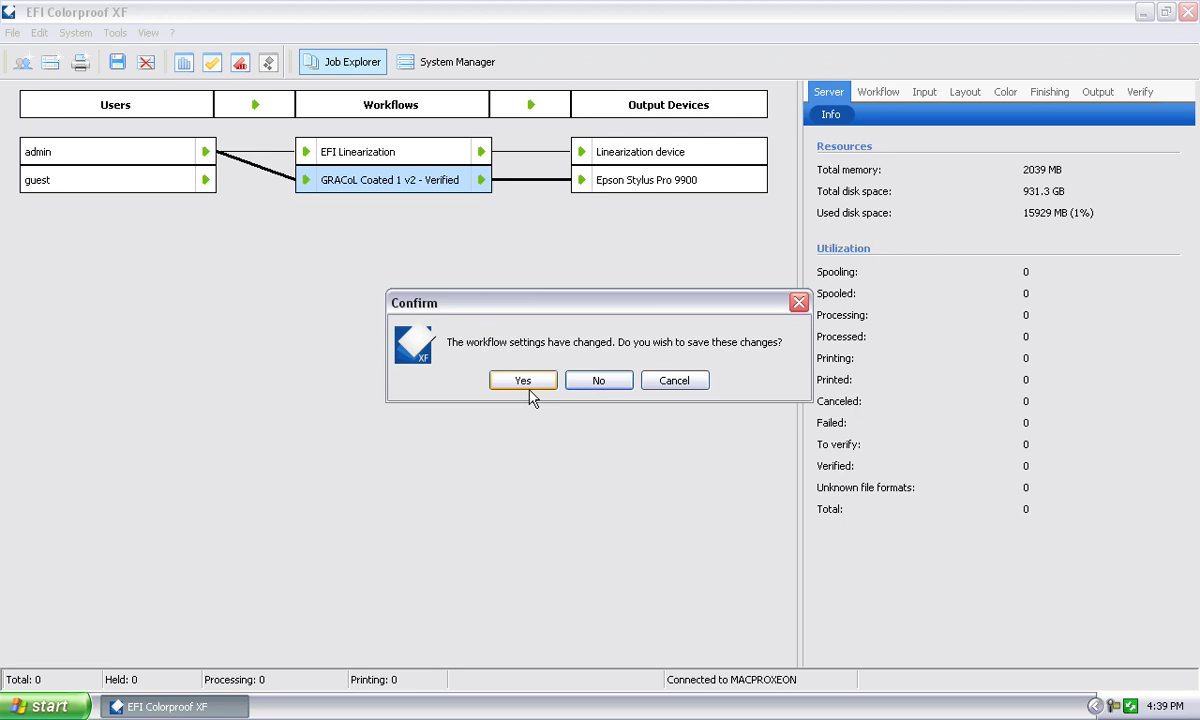 EFI Colorproof XF
File Edit System Tools View ?
Job Explorer System Manager
Users Workflows Output Devices
admin EFI Linearization Linearization device
guest GRACoL Coated 1 v2 - Verified Epson Stylus Pro 9900
Server Workflow Input Layout Color Finishing Output Verify
Info
Resources
Total memory: 2039 MB
Total disk space: 931.3 GB
Used disk space: 15929 MB (1%)
Utilization
Spooling: 0
Spooled: 0
Processing: 0
Processed: 0
Printing: 0
Printed: 0
Canceled: 0
Failed: 0
To verify: 0
Verified: 0
Unknown file formats: 0
Total: 0
Confirm
XF
The workflow settings have changed. Do you wish to save these changes?
Yes No Cancel
Total: 0 Held: 0 Processing: 0 Printing: 0 Connected to MACPROXEON
start EFI Colorproof XF 4:39 PM